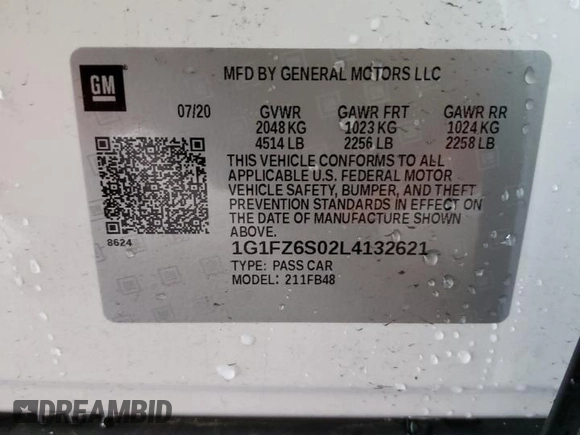 GM
MFD BY GENERAL MOTORS LLC
07/20 GVWR GAWR FRT GAWR RR
2048 KG 1023 KG 1024 KG
4514 LB 2256 LB 2258 LB
THIS VEHICLE CONFORMS TO ALL
APPLICABLE U.S. FEDERAL MOTOR
VEHICLE SAFETY, BUMPER, AND THEFT
PREVENTION STANDARDS IN EFFECT ON
THE DATE OF MANUFACTURE SHOWN
ABOVE.
8624
1G1FZ6S02L4132621
TYPE: PASS CAR
MODEL: 211FB48
DREAMBID